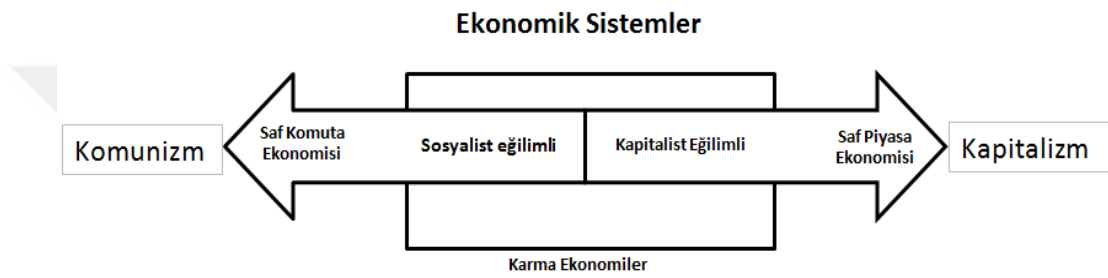 Ekonomik Sistemler
Komunizm
Saf Komuta
Ekonomisi
Sosyalist eğilimli
Kapitalist Eğilimli
Saf Piyasa
Ekonomisi
Kapitalizm
Karma Ekonomiler